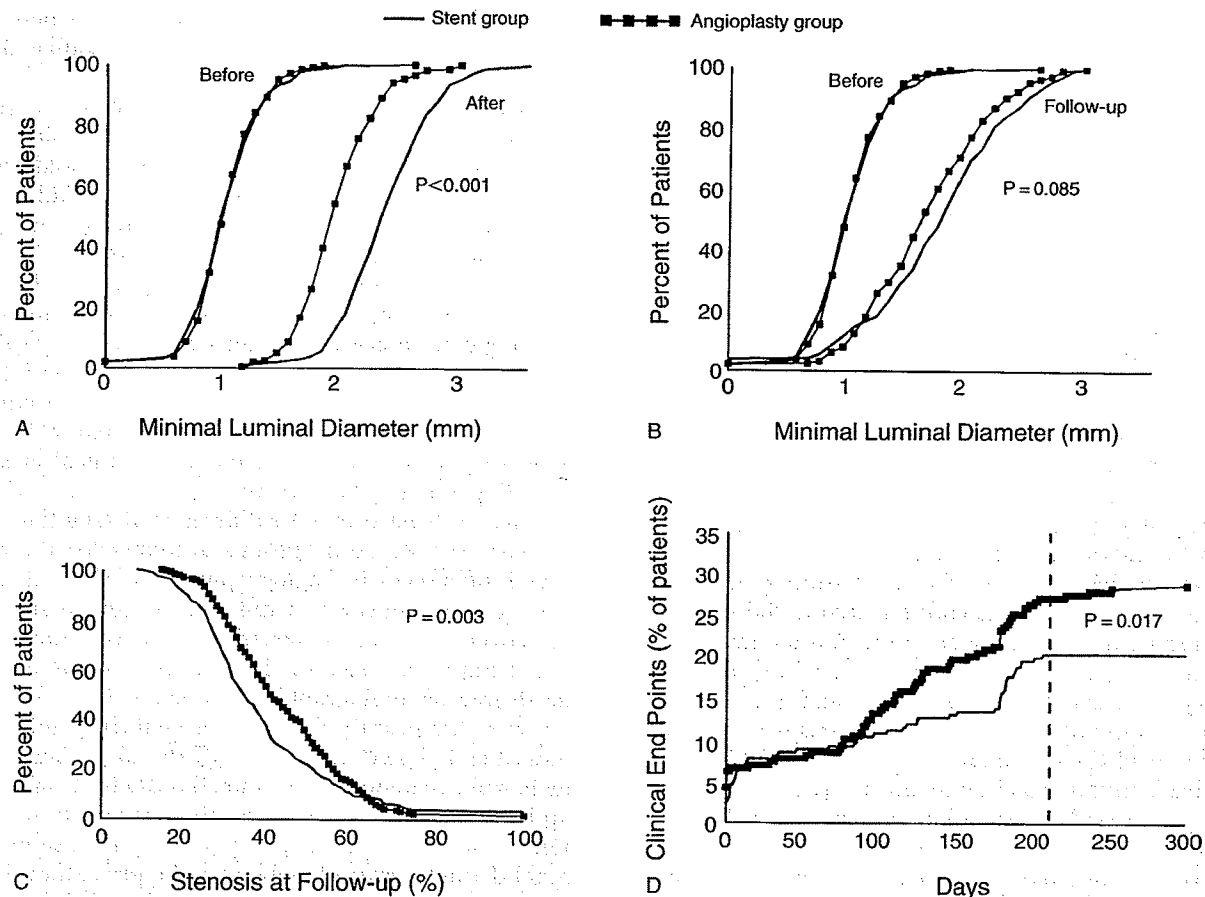 Stent group
Angioplasty group
100
80
60
40
20
0
Percent of Patients
Before
After
P<0.001
0
1
2
3
A
Minimal Luminal Diameter (mm)
100
80
60
40
20
0
Percent of Patients
Before
Follow-up
P = 0.085
0
1
2
3
B
Minimal Luminal Diameter (mm)
100
80
60
40
20
0
Percent of Patients
P = 0.003
0
20
40
60
80
100
C
Stenosis at Follow-up (%)
35
30
25
20
15
10
5
0
Clinical End Points (% of patients)
P = 0.017
0
50
100
150
200
250
300
D
Days